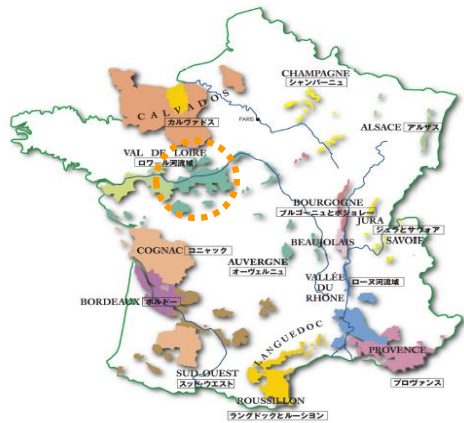 CHAMPAGNE
シャンパーニュ
CALVADOS
カルヴァドス
PARIS
ALSACE アルザス
VAL DE LOIRE
ロワール河流域
BOURGOGNE
ブルゴーニュとボジョレー
JURA
ジュラとサヴォア
SAVOIE
BEAUJOLAIS
COGNAC コニャック
AUVERGNE
オーヴェルニュ
VALLÉE
DU
RHÔNE
ローヌ河流域
BORDEAUX ボルドー
LANGUEDOC
PROVENCE
プロヴァンス
SUD-OUEST
スッド・ウエスト
ROUSSILLON
ラングドックとルーション